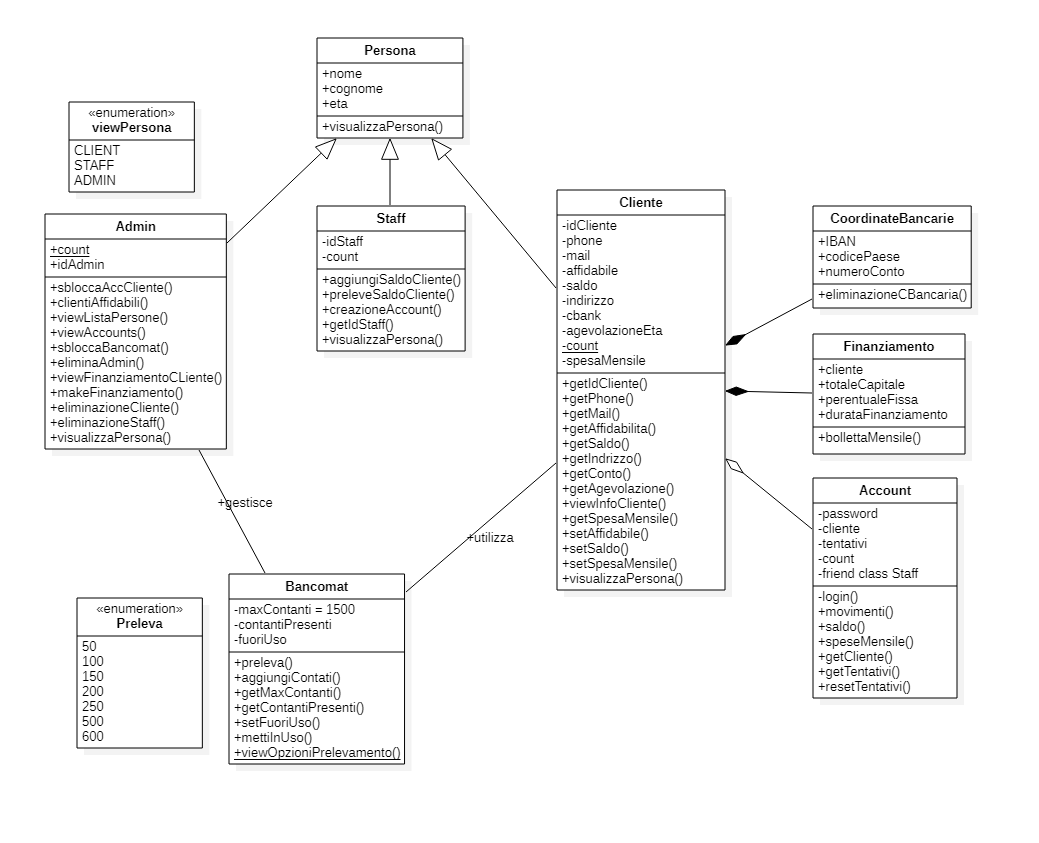 Persona
+nome
+cognome
+eta
+visualizzaPersona()
«enumeration»
viewPersona
CLIENT
STAFF
ADMIN
Admin
+count
+idAdmin
+sbloccaAccCliente()
+clientiAffidabili()
+viewListaPersone()
+viewAccounts()
+sbloccaBancomat()
+eliminaAdmin()
+viewFinanziamentoCLiente()
+makeFinanziamento()
+eliminazioneCliente()
+eliminazioneStaff()
+visualizzaPersona()
Staff
-idStaff
-count
+aggiungiSaldoCliente()
+preleveSaldoCliente()
+creazioneAccount()
+getIdStaff()
+visualizzaPersona()
Cliente
-idCliente
-phone
-mail
-affidabile
-saldo
-indirizzo
-cbank
-agevolazioneEta
-count
-spesaMensile
+getIdCliente()
+getPhone()
+getMail()
+getAffidabilita()
+getSaldo()
+getIndrizzo()
+getConto()
+getAgevolazione()
+viewInfoCliente()
+getSpesaMensile()
+setAffidabile()
+setSaldo()
+setSpesaMensile()
+visualizzaPersona()
CoordinateBancarie
+IBAN
+codicePaese
+numeroConto
+eliminazioneCBancaria()
Finanziamento
+cliente
+totaleCapitale
+perentualeFissa
+durataFinanziamento
+bollettaMensile()
Account
-password
-cliente
-tentativi
-count
-friend class Staff
-login()
+movimenti()
+saldo()
+speseMensile()
+getCliente()
+getTentativi()
+resetTentativi()
+gestisce
+utilizza
Bancomat
-maxContanti = 1500
-contantiPresenti
-fuoriUso
+preleva()
+aggiungiContati()
+getMaxContanti()
+getContantiPresenti()
+setFuoriUso()
+mettiInUso()
+viewOpzioniPrelevamento()
«enumeration»
Preleva
50
100
150
200
250
500
600